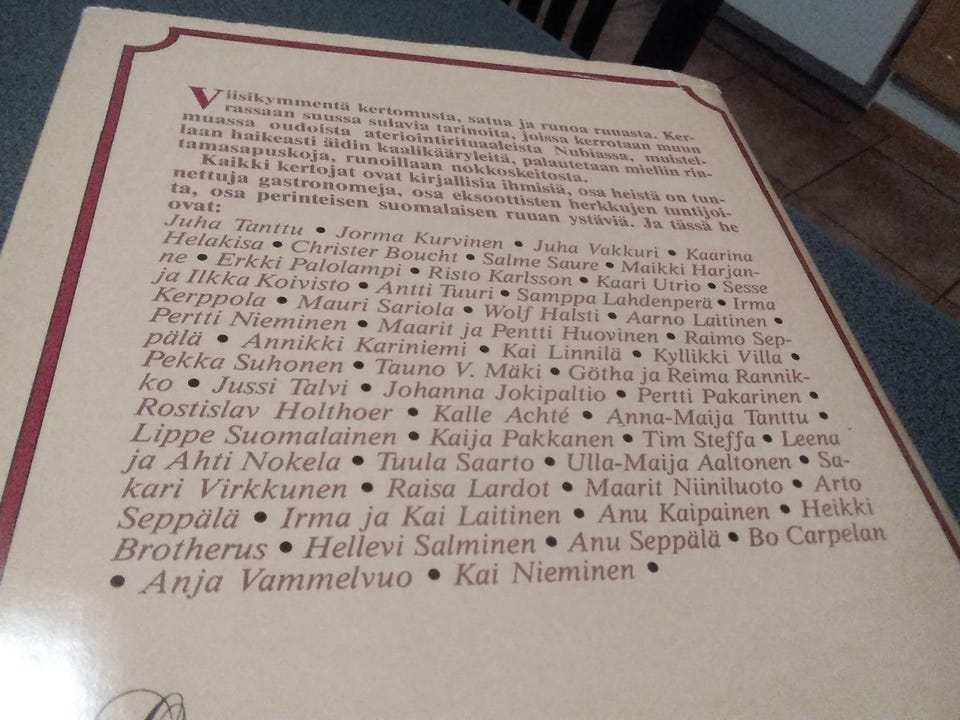 Viisikymmentä kertomusta, satua ja runoa ruuasta. Ker-
rassaan suussa sulavia tarinoita, joissa kerrotaan muun
muassa oudoista ateriointirituaaleista Nubiassa, muistel-
laan haikeasti äidin kaalikääryleitä, palautetaan mieliin rin-
tamasapuskoja, runoillaan nokkoskeitosta.
Kaikki kertojat ovat kirjallisia ihmisiä, osa heistä on tun-
nettuja gastronomeja, osa eksoottisten herkkujen tuntijoi-
ta, osa perinteisen suomalaisen ruuan ystäviä. Ja tässä he
ovat:
Juha Tanttu • Jorma Kurvinen • Juha Vakkuri • Kaarina
Helakisa • Christer Boucht • Salme Saure • Maikki Harjan-
ne • Erkki Palolampi • Risto Karlsson • Kaari Utrio • Sesse
ja Ilkka Koivisto • Antti Tuuri • Samppa Lahdenperä • Irma
Kerppola • Mauri Sariola • Wolf Halsti • Aarno Laitinen •
Pertti Nieminen • Maarit ja Pentti Huovinen • Raimo Sep-
pälä • Annikki Kariniemi • Kai Linnilä • Kyllikki Villa •
Pekka Suhonen • Tauno V. Mäki • Götha ja Reima Rannik-
ko • Jussi Talvi • Johanna Jokipaltio • Pertti Pakarinen •
Rostislav Holthoer • Kalle Achté • Anna-Maija Tanttu •
Lippe Suomalainen • Kaija Pakkanen • Tim Steffa • Leena
ja Ahti Nokela • Tuula Saarto • Ulla-Maija Aaltonen • Sa-
kari Virkkunen • Raisa Lardot • Maarit Niiniluoto • Arto
Seppälä • Irma ja Kai Laitinen • Anu Kaipainen • Heikki
Brotherus • Hellevi Salminen • Anu Seppälä • Bo Carpelan
• Anja Vammelvuo • Kai Nieminen •